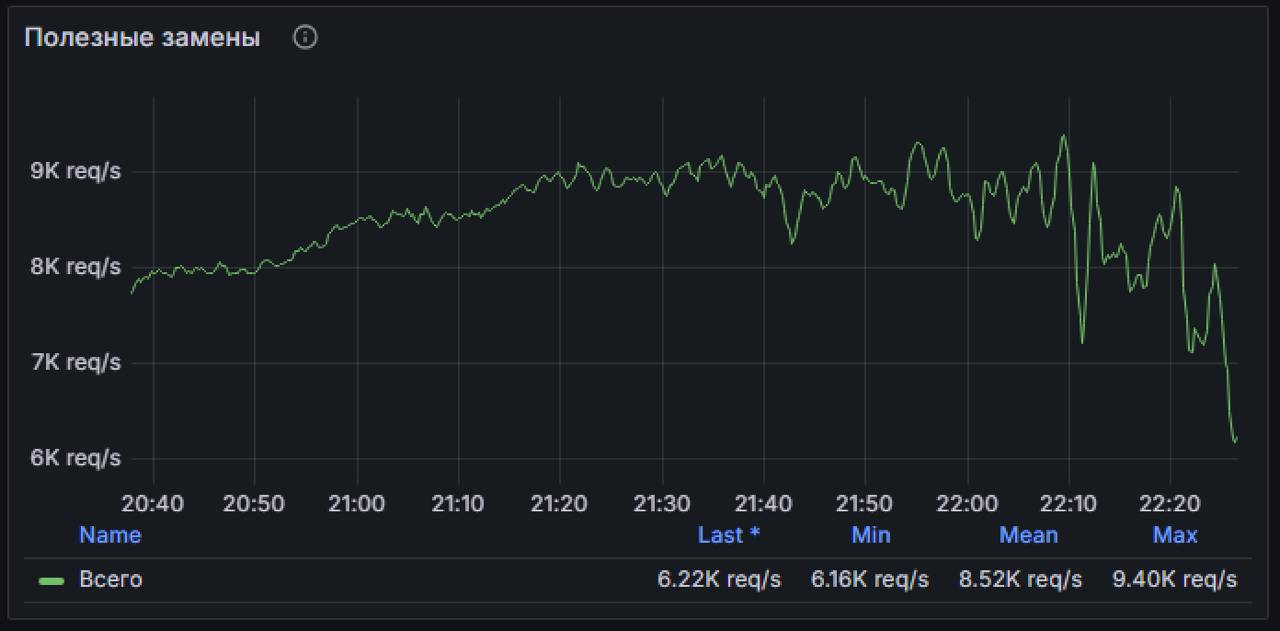 Полезные замены
9K req/s
8K req/s
7K req/s
6K req/s
20:40 20:50 21:00 21:10 21:20 21:30 21:40 21:50 22:00 22:10 22:20
Name Last * Min Mean Max
Всего 6.22K req/s 6.16K req/s 8.52K req/s 9.40K req/s